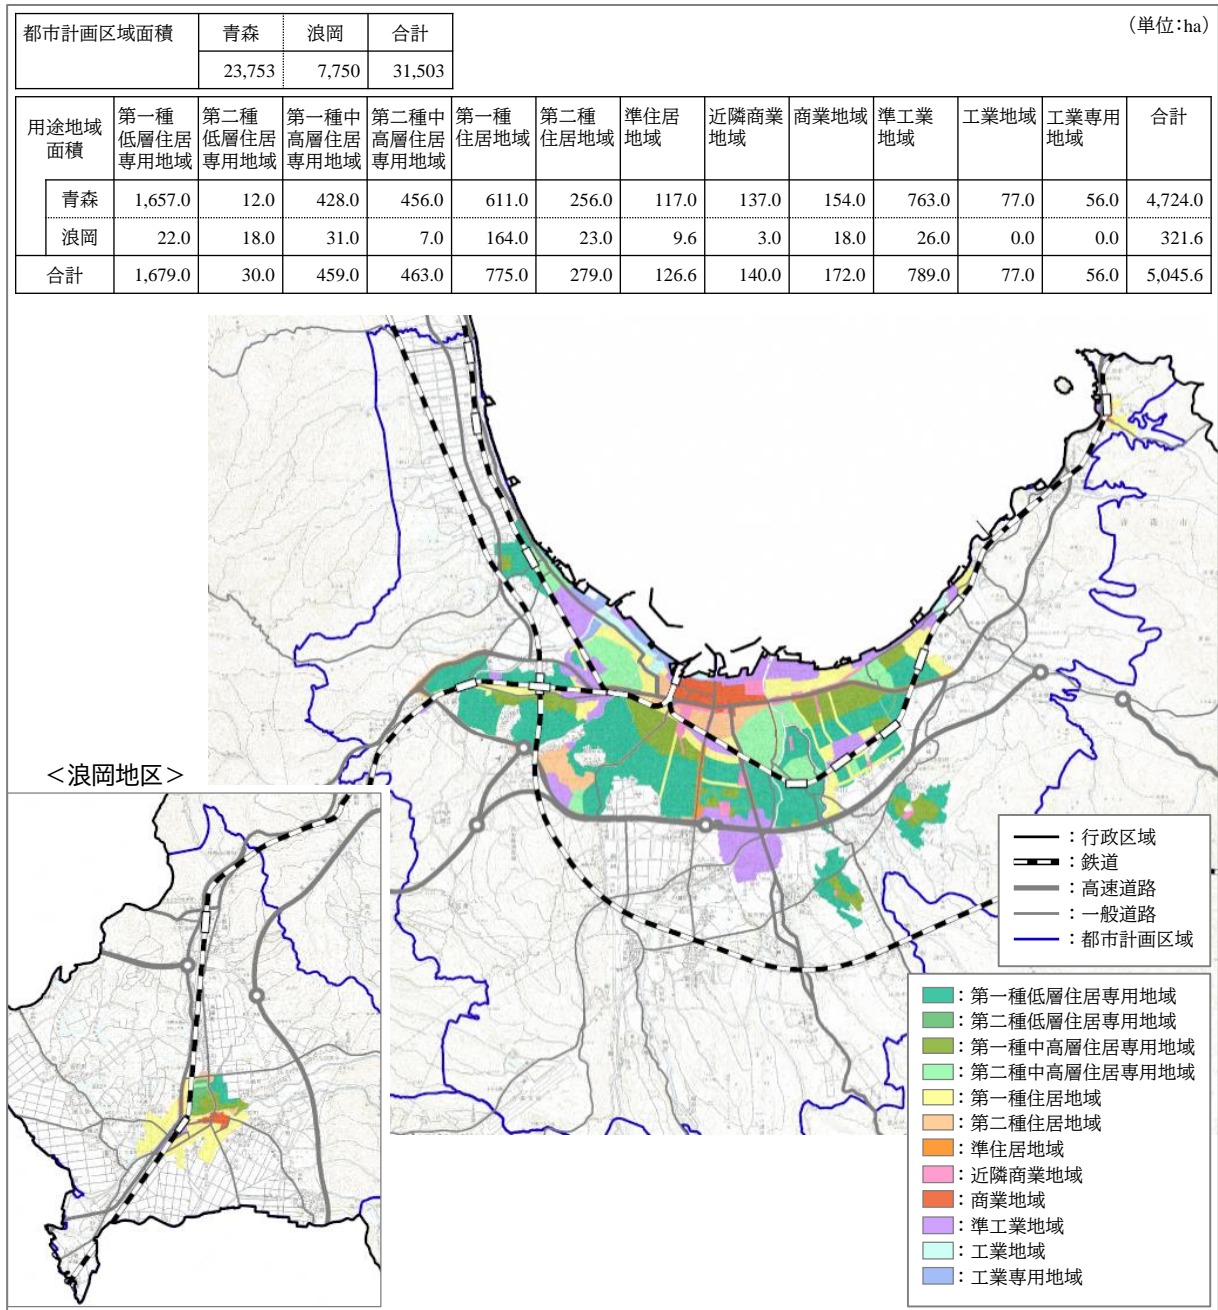 (単位:ha)
都市計画区域面積 青森 浪岡 合計
23,753 7,750 31,503
用途地域面積 第一種低層住居専用地域 第二種低層住居専用地域 第一種中高層住居専用地域 第二種中高層住居専用地域 第一種住居地域 第二種住居地域 準住居地域 近隣商業地域 商業地域 準工業地域 工業地域 工業専用地域 合計
青森 1,657.0 12.0 428.0 456.0 611.0 256.0 117.0 137.0 154.0 763.0 77.0 56.0 4,724.0
浪岡 22.0 18.0 31.0 7.0 164.0 23.0 9.6 3.0 18.0 26.0 0.0 0.0 321.6
合計 1,679.0 30.0 459.0 463.0 775.0 279.0 126.6 140.0 172.0 789.0 77.0 56.0 5,045.6
<浪岡地区>
:行政区域
:鉄道
:高速道路
:一般道路
:都市計画区域
:第一種低層住居専用地域
:第二種低層住居専用地域
:第一種中高層住居専用地域
:第二種中高層住居専用地域
:第一種住居地域
:第二種住居地域
:準住居地域
:近隣商業地域
:商業地域
:準工業地域
:工業地域
:工業専用地域